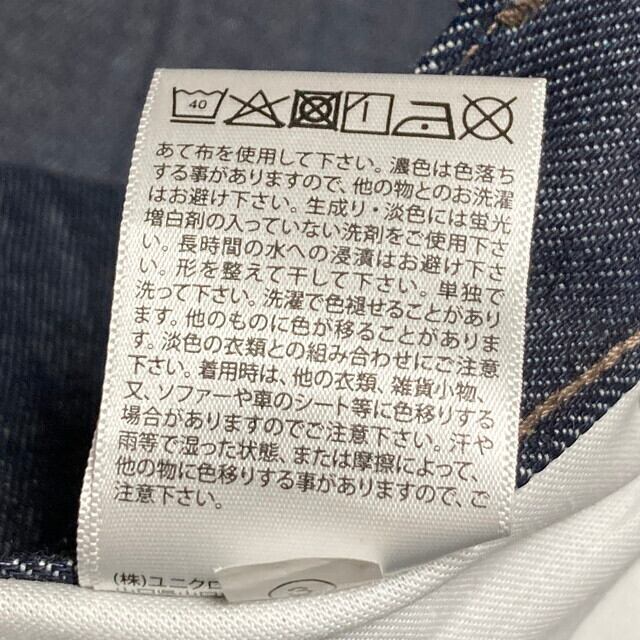 40
あて布を使用して下さい。濃色は色落ち
する事がありますので、他の物とのお洗濯
はお避け下さい。生成り・淡色には蛍光
増白剤の入っていない洗剤をご使用下さ
い。長時間の水への浸漬はお避け下さ
い。形を整えて干して下さい。単独で
洗って下さい。洗濯で色褪せることがあり
ます。他のものに色が移ることがありま
す。淡色の衣類との組み合わせにご注意
下さい。着用時は、他の衣類、雑貨小物、
又、ソファーや車のシート等に色移りする
場合がありますのでご注意下さい。汗や
雨等で湿った状態、または摩擦によって、
他の物に色移りする事がありますので、ご
注意下さい。
(株)ユニクロ